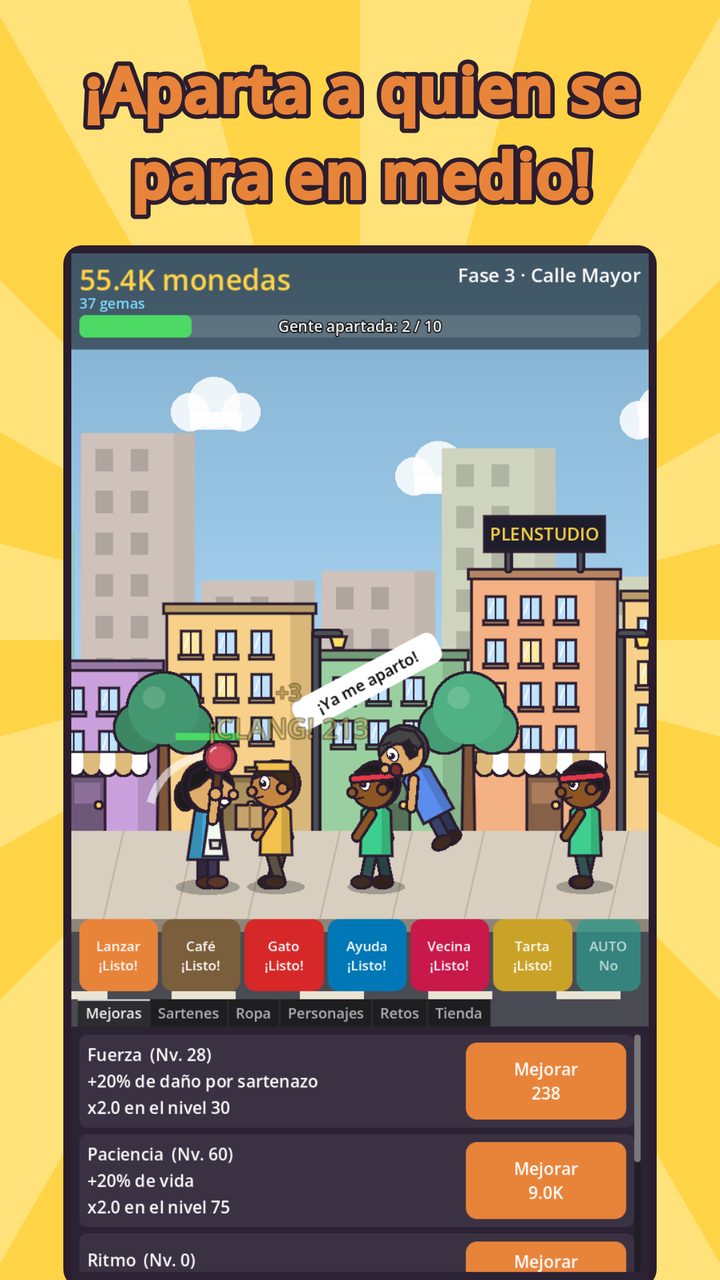 ¡Aparta a quien se
para en medio!
55.4K monedas
Fase 3 · Calle Mayor
37 gemas
Gente apartada: 2 / 10
PLENSTUDIO
¡Ya me aparto!
+3
¡CLANG! 213
Lanzar
¡Listo!
Café
¡Listo!
Gato
¡Listo!
Ayuda
¡Listo!
Vecina
¡Listo!
Tarta
¡Listo!
AUTO
No
Mejoras
Sartenes
Ropa
Personajes
Retos
Tienda
Fuerza (Nv. 28)
+20% de daño por sartenazo
x2.0 en el nivel 30
Mejorar
238
Paciencia (Nv. 60)
+20% de vida
x2.0 en el nivel 75
Mejorar
9.0K
Ritmo (Nv. 0)
Mejorar